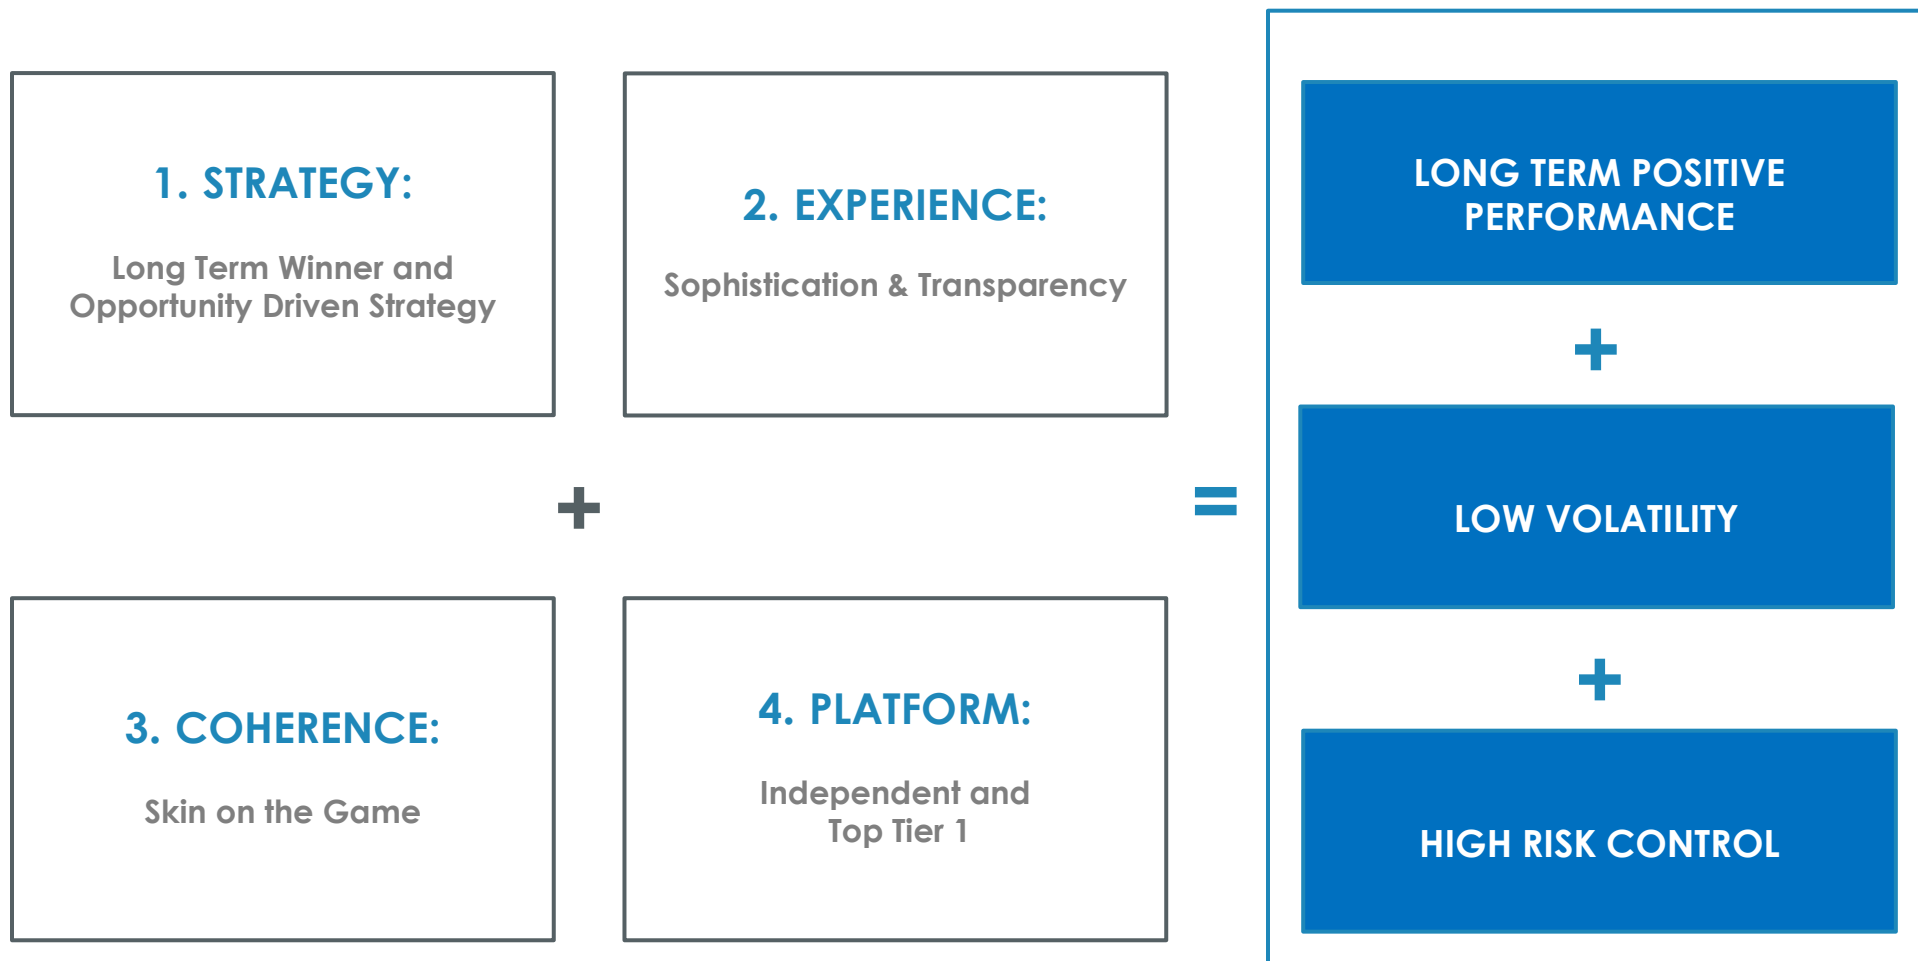 1. STRATEGY:
Long Term Winner and
Opportunity Driven Strategy
2. EXPERIENCE:
Sophistication & Transparency
+
3. COHERENCE:
Skin on the Game
4. PLATFORM:
Independent and
Top Tier 1
=
LONG TERM POSITIVE
PERFORMANCE
+
LOW VOLATILITY
+
HIGH RISK CONTROL